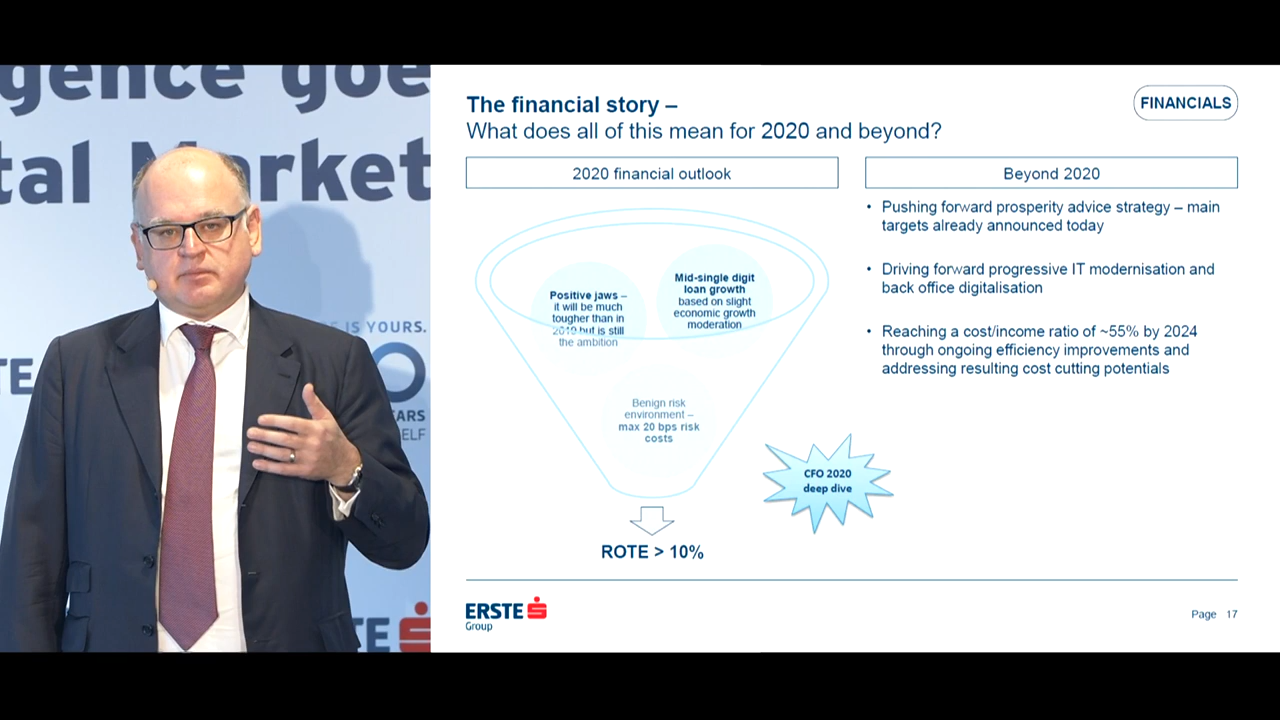 gence goe
tal Market
E IS YOURS.
STE
EARS
ELF
TE
The financial story –
What does all of this mean for 2020 and beyond?
FINANCIALS
2020 financial outlook
Positive jaws –
it will be much
tougher than in
2019 but is still
the ambition
Mid-single digit
loan growth
based on slight
economic growth
moderation
Benign risk
environment –
max 20 bps risk
costs
ROTE > 10%
CFO 2020
deep dive
Beyond 2020
• Pushing forward prosperity advice strategy – main
targets already announced today
• Driving forward progressive IT modernisation and
back office digitalisation
• Reaching a cost/income ratio of ~55% by 2024
through ongoing efficiency improvements and
addressing resulting cost cutting potentials
ERSTE
Group
Page 17